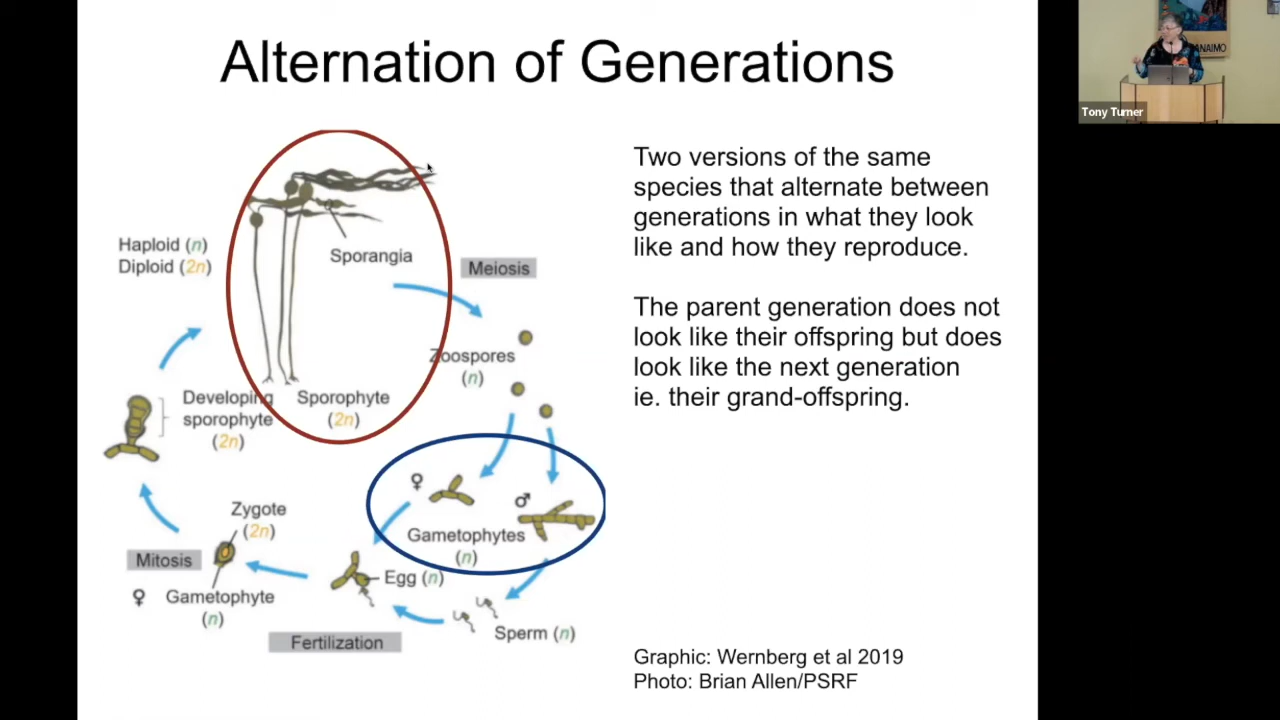 Alternation of Generations
ANAIMO
Tony Turner
Two versions of the same
species that alternate between
generations in what they look
like and how they reproduce.
The parent generation does not
look like their offspring but does
look like the next generation
ie. their grand-offspring.
Haploid (n)
Diploid (2n)
Sporangia
Meiosis
Zoospores
(n)
Developing
sporophyte
(2n)
Sporophyte
(2n)
♀
♂
Gametophytes
(n)
Zygote
(2n)
Mitosis
♀ Gametophyte
(n)
Egg (n)
Sperm (n)
Fertilization
Graphic: Wernberg et al 2019
Photo: Brian Allen/PSRF